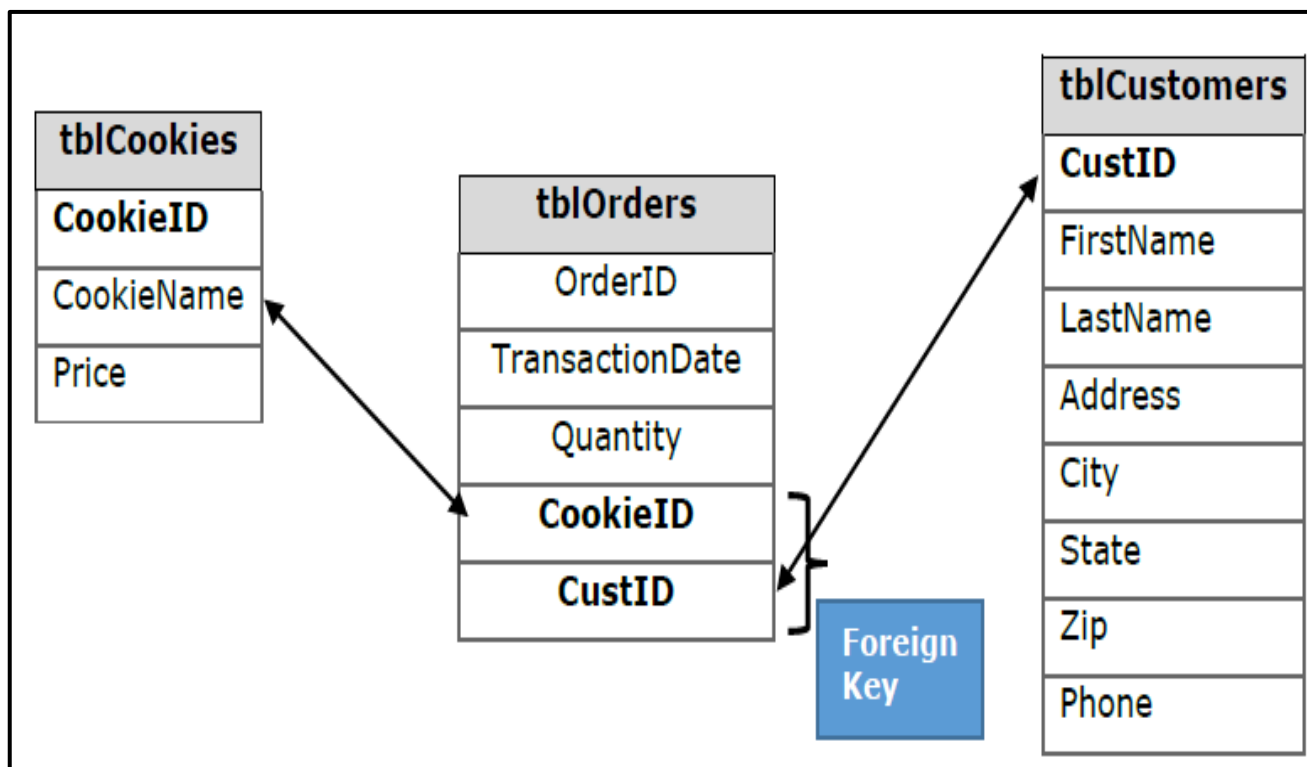 tblCookies
CookieID
CookieName
Price
tblOrders
OrderID
TransactionDate
Quantity
CookieID
CustID
Foreign
Key
tblCustomers
CustID
FirstName
LastName
Address
City
State
Zip
Phone